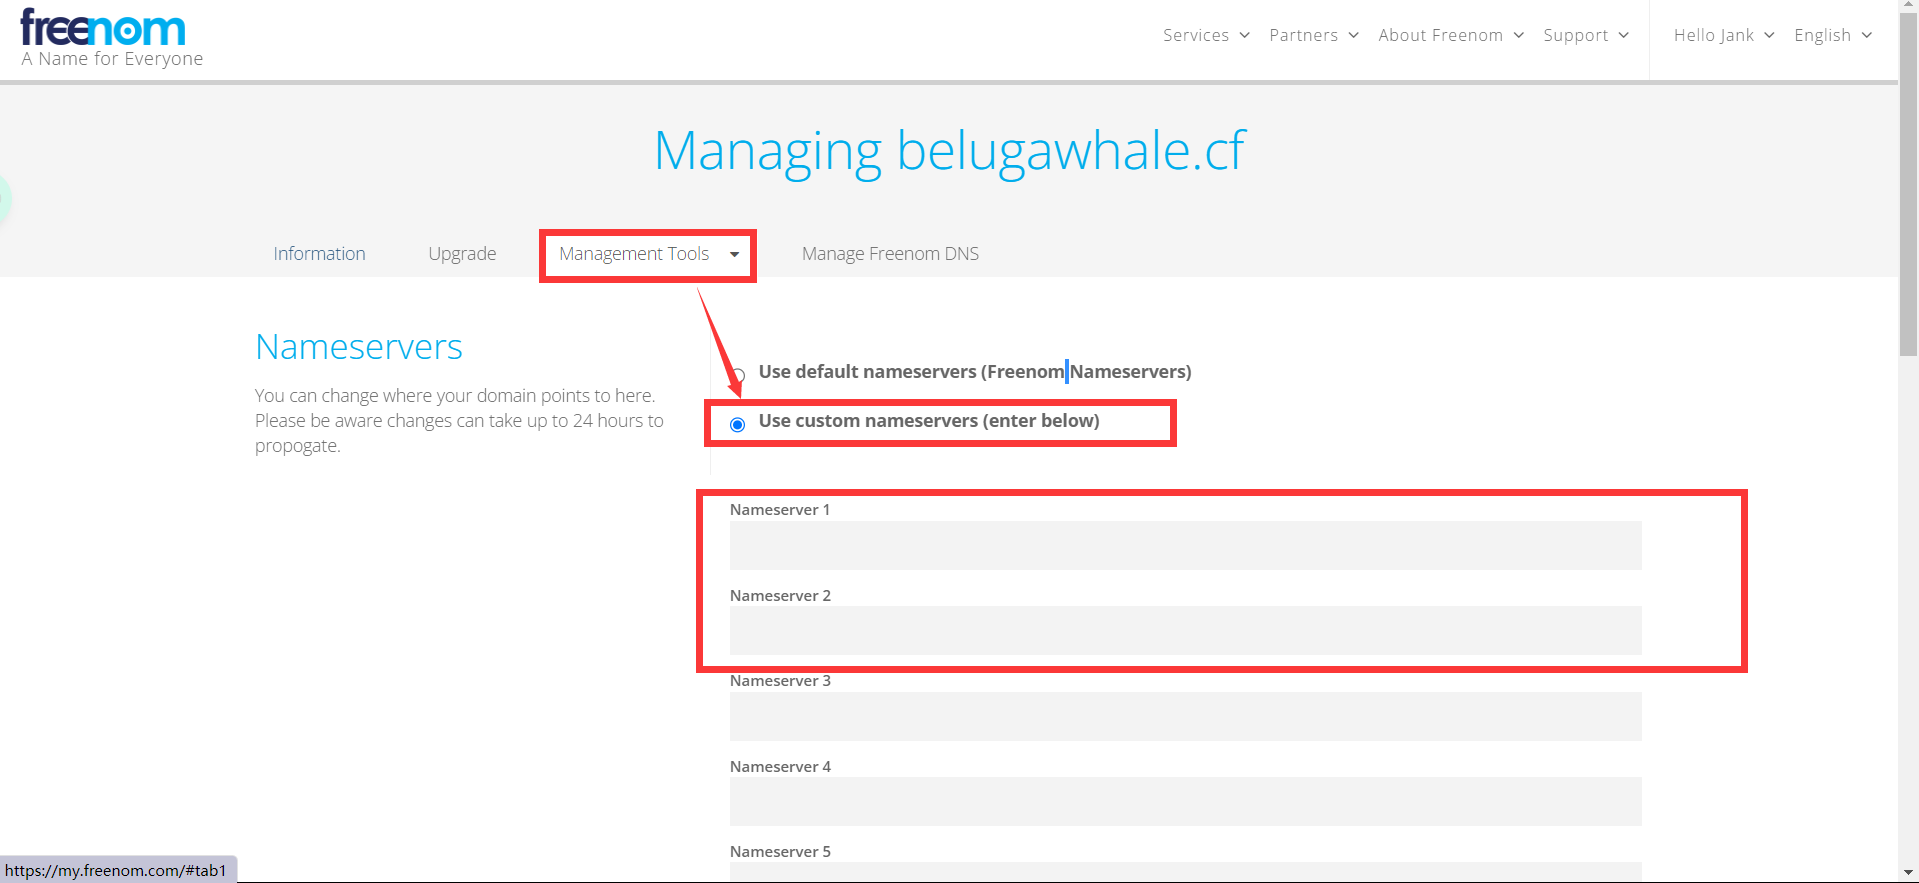 freenom
A Name for Everyone
Services
Partners
About Freenom
Support
Hello Jank
English
Managing belugawhale.cf
Information
Upgrade
Management Tools
Manage Freenom DNS
Nameservers
You can change where your domain points to here.
Please be aware changes can take up to 24 hours to
propogate.
Use default nameservers (Freenom Nameservers)
Use custom nameservers (enter below)
Nameserver 1
Nameserver 2
Nameserver 3
Nameserver 4
Nameserver 5
https://my.freenom.com/#tab1